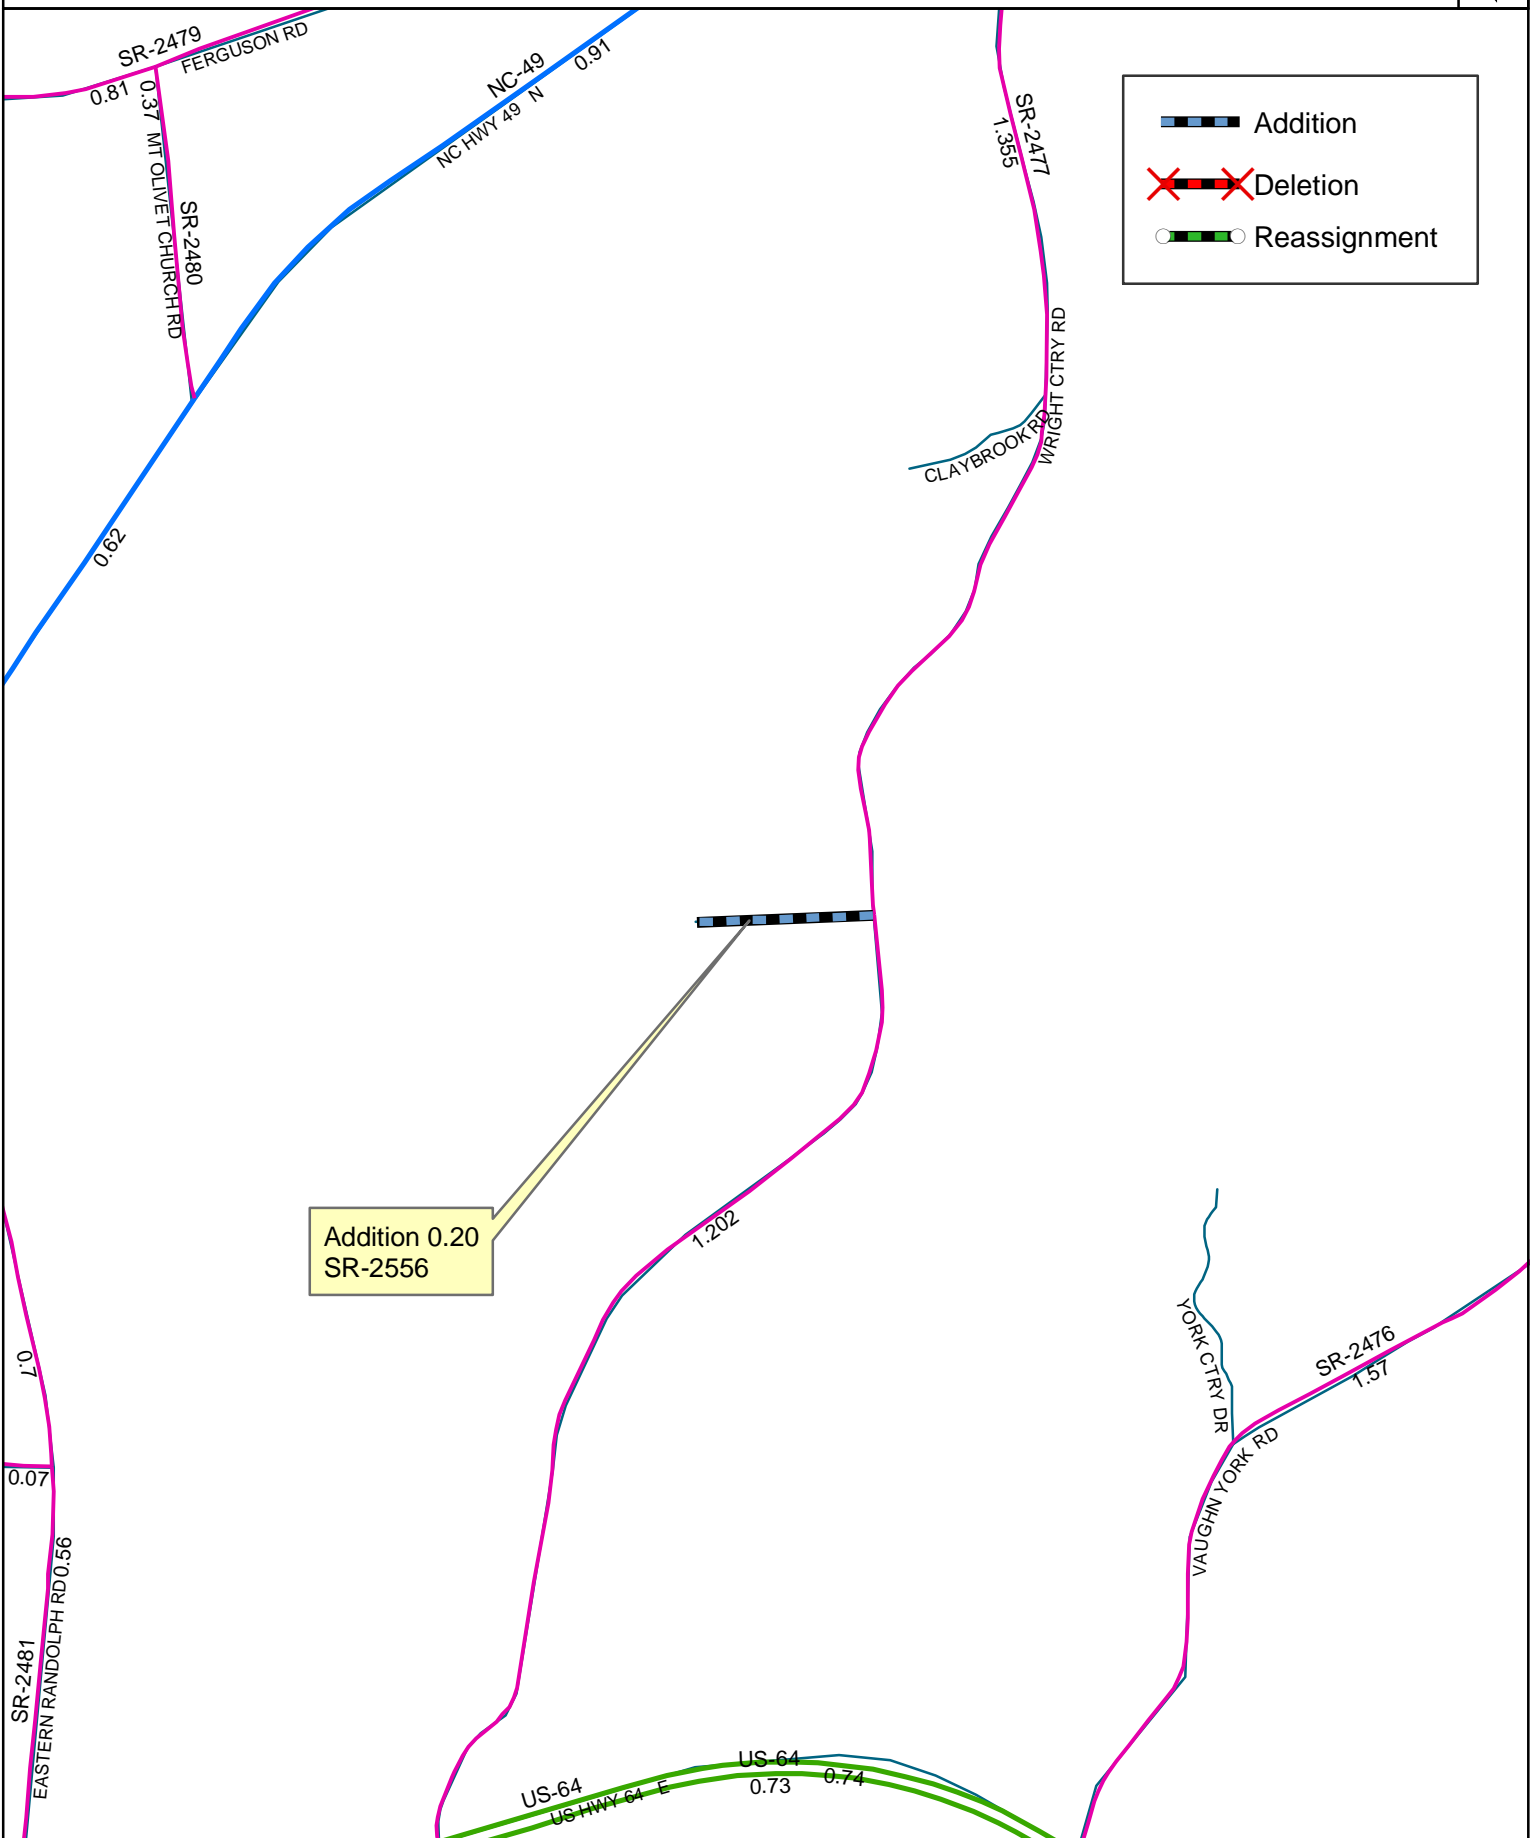 SR-2479
FERGUSON RD
0.81
0.37
MT OLIVET CHURCH RD
SR-2480
NC-49
0.91
NC HWY 49 N
0.62
SR-2477
1.355
Addition
Deletion
Reassignment
WRIGHT CTRY RD
CLAYBROOK RD
Addition 0.20
SR-2556
1.202
0.7
0.07
0.56
EASTERN RANDOLPH RD
SR-2481
YORK CTRY DR
SR-2476
1.57
VAUGHN YORK RD
US-64
US-64
US HWY 64 E
0.73
0.74